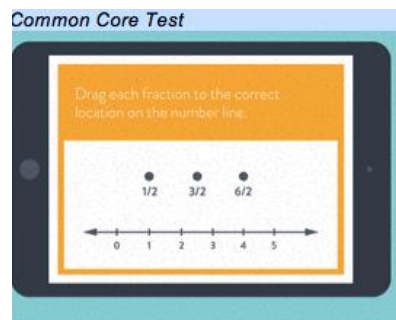 Common Core Test
Drag each fraction to the correct
location on the number line.
1/2 3/2 6/2
0 1 2 3 4 5